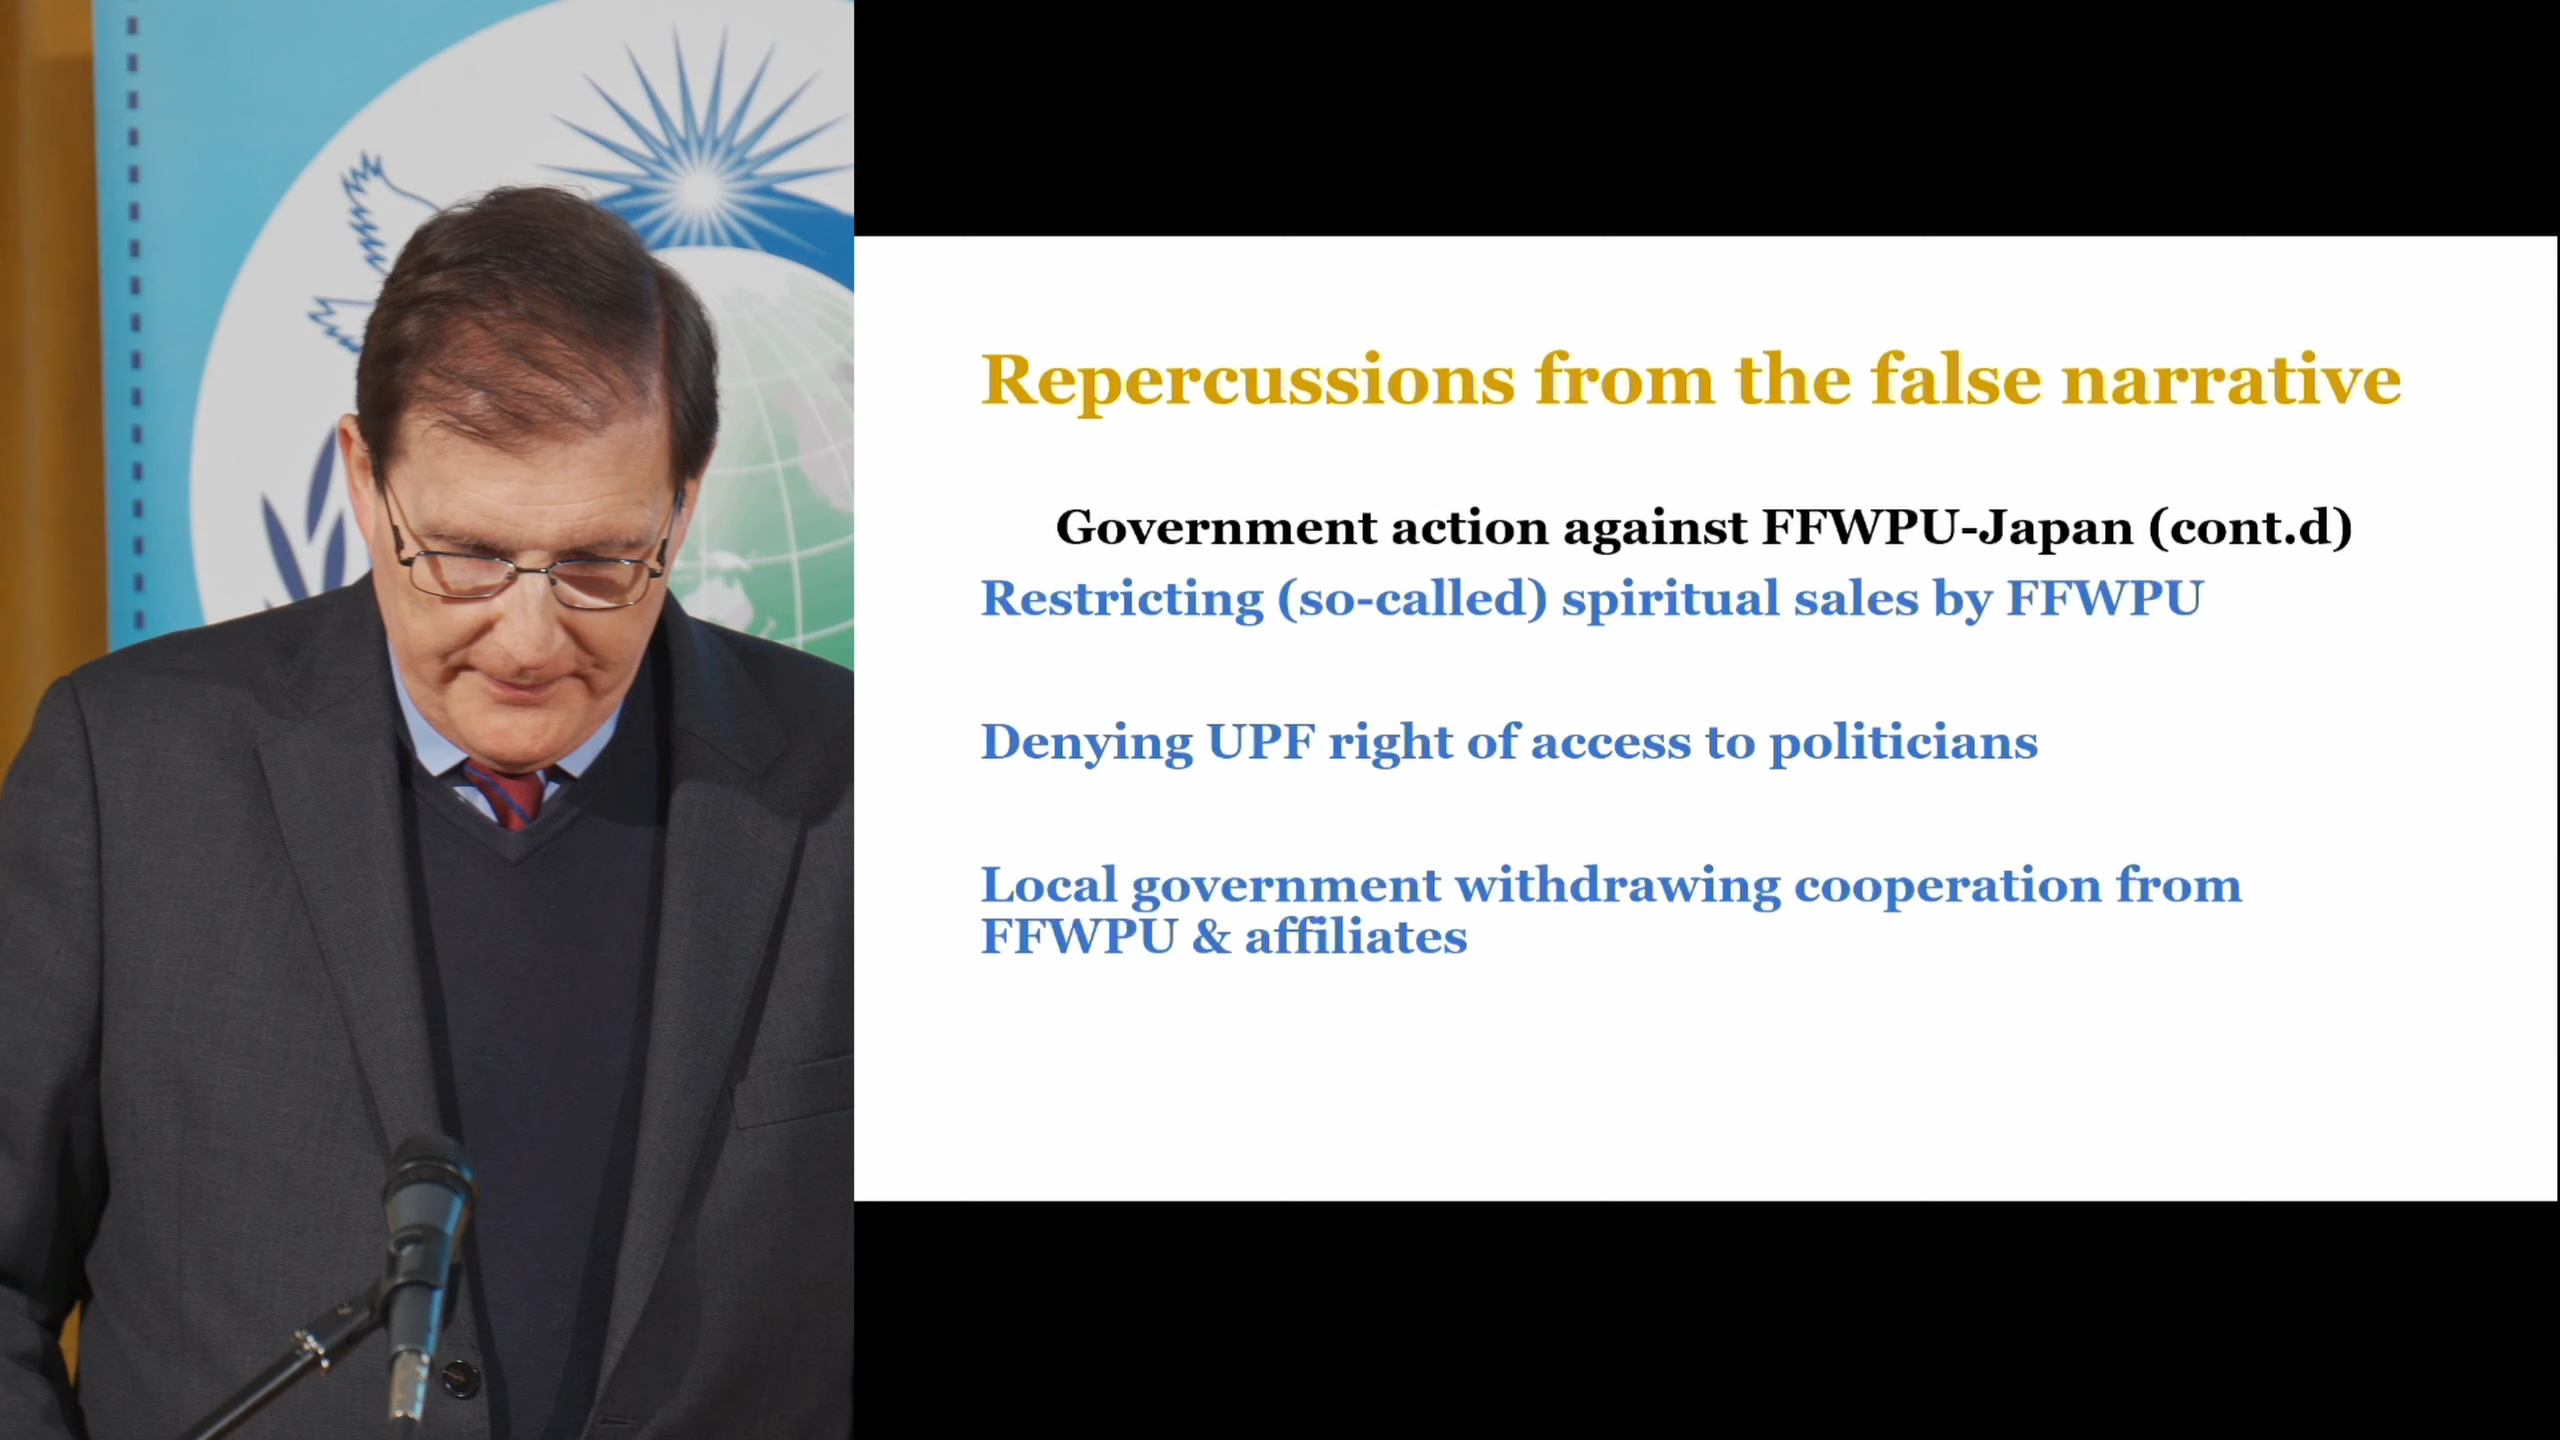 Repercussions from the false narrative
Government action against FFWPU-Japan (cont.d)
Restricting (so-called) spiritual sales by FFWPU
Denying UPF right of access to politicians
Local government withdrawing cooperation from
FFWPU & affiliates